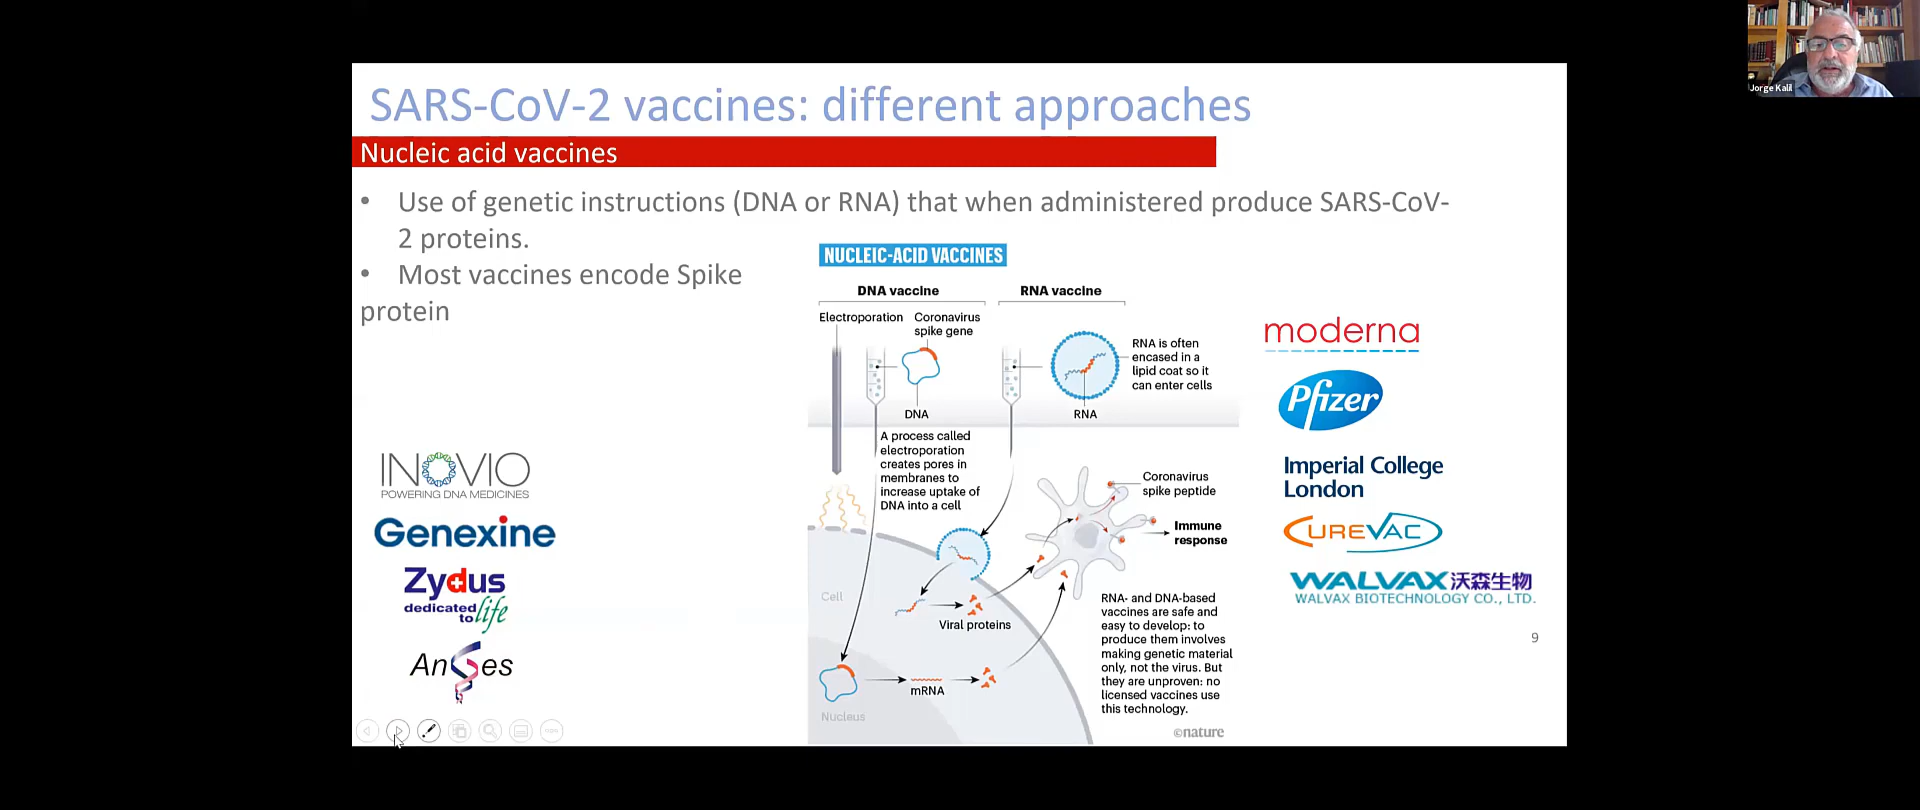 Jorge Kalil
SARS-CoV-2 vaccines: different approaches
Nucleic acid vaccines
• Use of genetic instructions (DNA or RNA) that when administered produce SARS-CoV-
2 proteins.
• Most vaccines encode Spike
protein
INOVIO
POWERING DNA MEDICINES
Genexine
Zydus
dedicated
to life
AnGes
NUCLEIC-ACID VACCINES
DNA vaccine
RNA vaccine
Electroporation
Coronavirus
spike gene
DNA
RNA is often
encased in a
lipid coat so it
can enter cells
RNA
A process called
electroporation
creates pores in
membranes to
increase uptake of
DNA into a cell
Coronavirus
spike peptide
Immune
response
Cell
Viral proteins
mRNA
Nucleus
RNA- and DNA-based
vaccines are safe and
easy to develop: to
produce them involves
making genetic material
only, not the virus. But
they are unproven: no
licensed vaccines use
this technology.
©nature
moderna
Pfizer
Imperial College
London
CUREVAC
WALVAX 沃森生物
WALVAX BIOTECHNOLOGY CO., LTD.
9